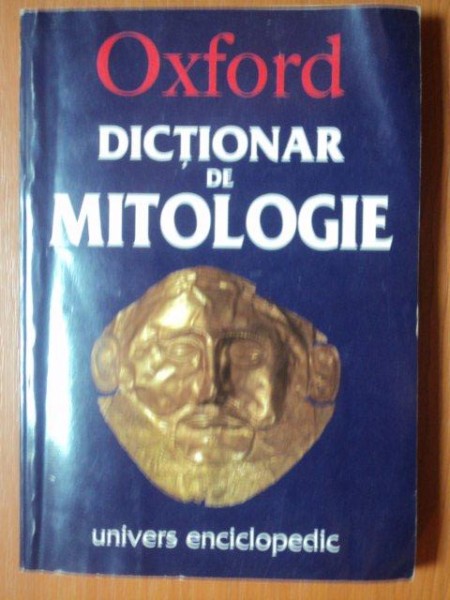 Oxford
DICȚIONAR
DE
MITOLOGIE
univers enciclopedic